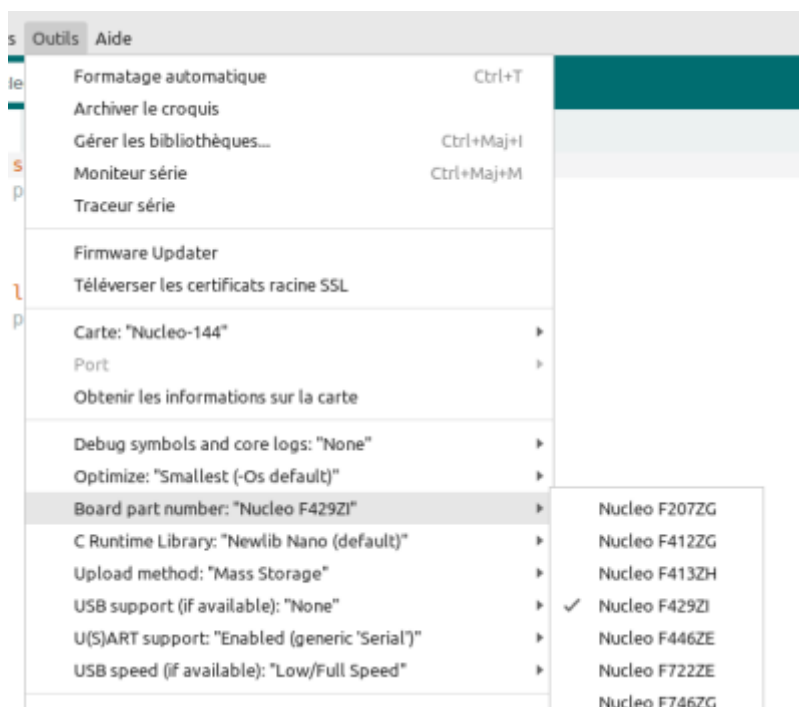 s Outils Aide
Formatage automatique Ctrl+T
Archiver le croquis
Gérer les bibliothèques... Ctrl+Maj+I
Moniteur série Ctrl+Maj+M
Traceur série
Firmware Updater
Téléverser les certificats racine SSL
Carte: "Nucleo-144"
Port
Obtenir les informations sur la carte
Debug symbols and core logs: "None"
Optimize: "Smallest (-Os default)"
Board part number: "Nucleo F429ZI"
C Runtime Library: "Newlib Nano (default)"
Upload method: "Mass Storage"
USB support (if available): "None"
U(S)ART support: "Enabled (generic 'Serial')"
USB speed (if available): "Low/Full Speed"
Nucleo F207ZG
Nucleo F412ZG
Nucleo F413ZH
Nucleo F429ZI
Nucleo F446ZE
Nucleo F722ZE
Nucleo F746ZG